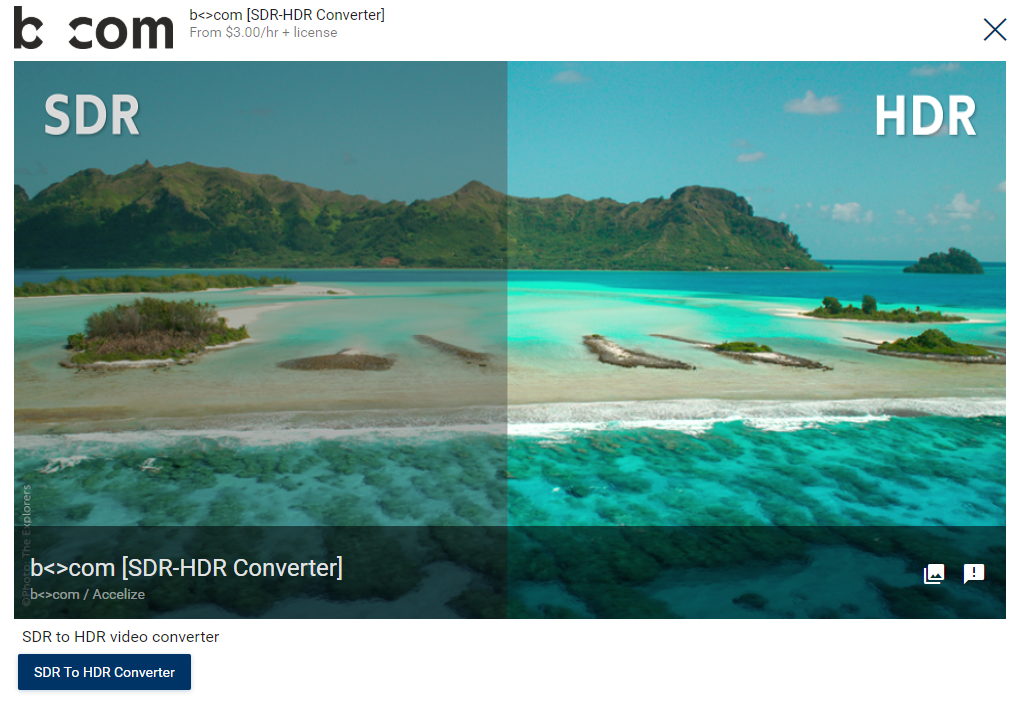 b<>com
b<>com [SDR-HDR Converter]
From $3.00/hr + license
SDR
HDR
©Photo: The Explorers
b<>com [SDR-HDR Converter]
b<>com / Accelize
SDR to HDR video converter
SDR To HDR Converter